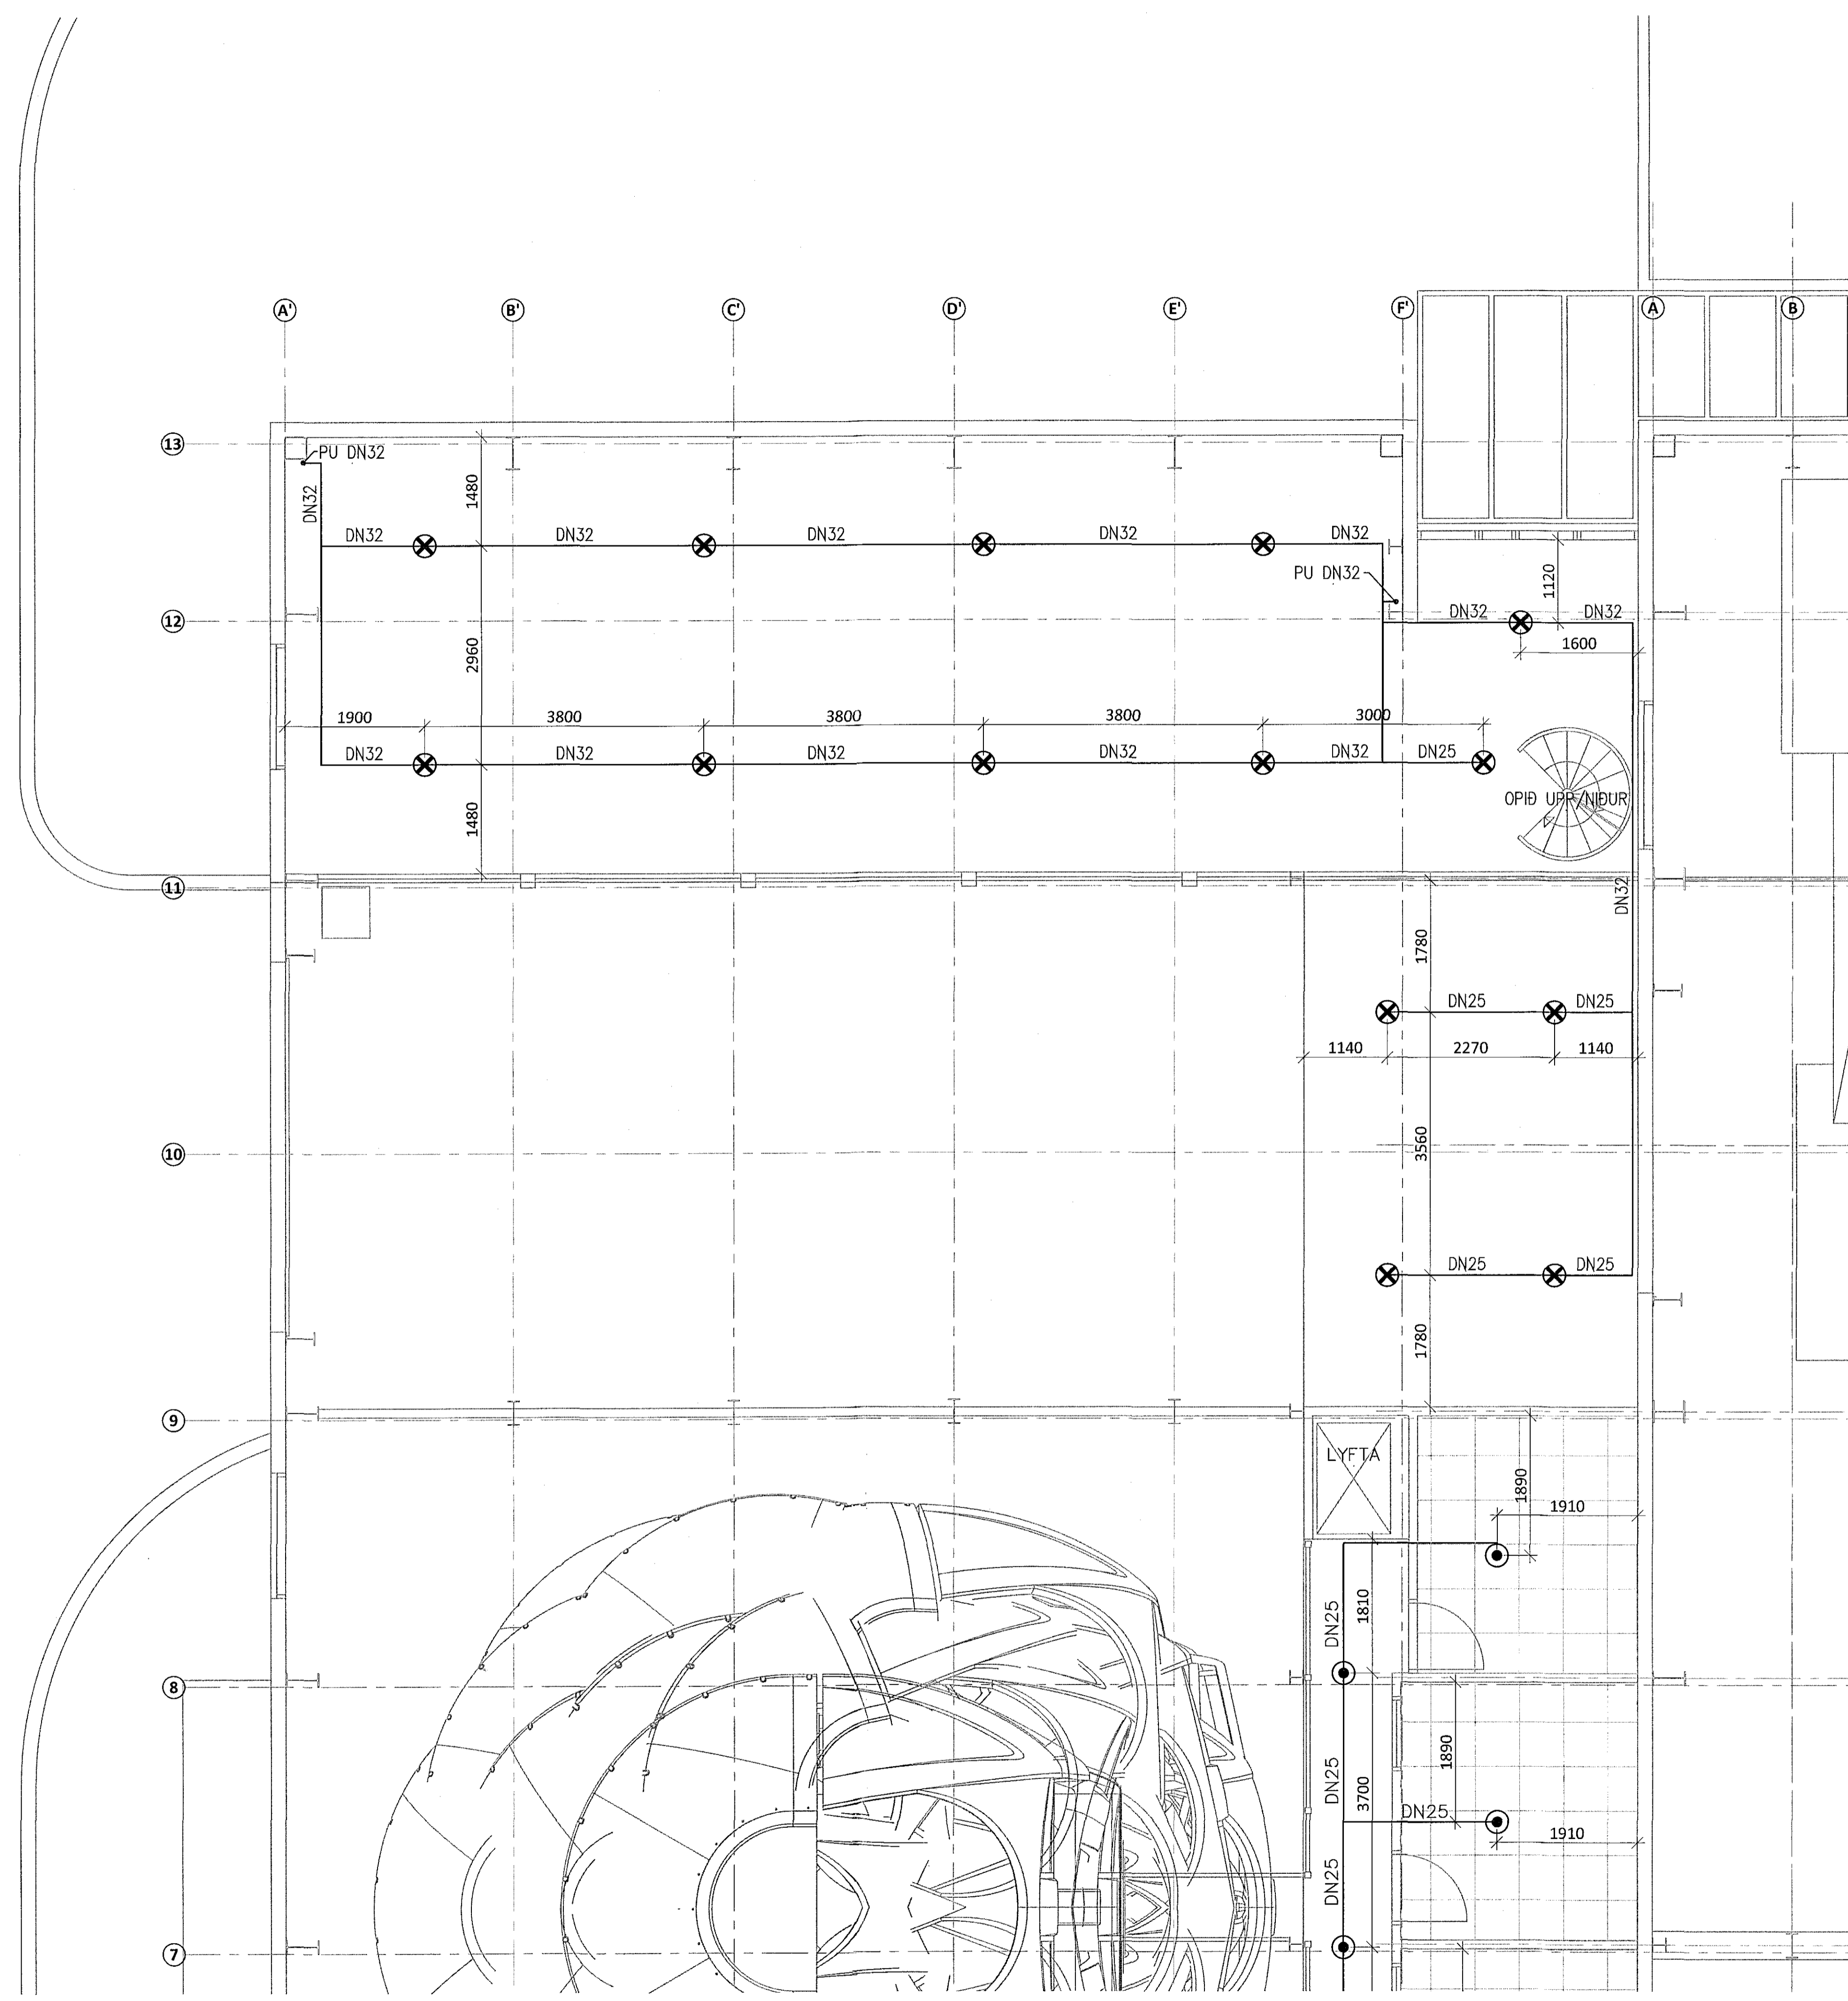 A' B' C' D' E' F' A B
13
PU DN32
1480
DN32
DN32 DN32 DN32 DN32 DN32
PU DN32
1120
12
DN32 DN32
1600
2960
1900 3800 3800 3800 3000
DN32 DN32 DN32 DN32 DN32 DN25
OPIÐ UPP/NIÐUR
1480
11
DN32
1780
DN25 DN25
1140 2270 1140
10
3560
DN25 DN25
1780
9
LYFTA
1890
1910
1810
DN25
8
1890
DN25
3700
DN25
1910
DN25
7